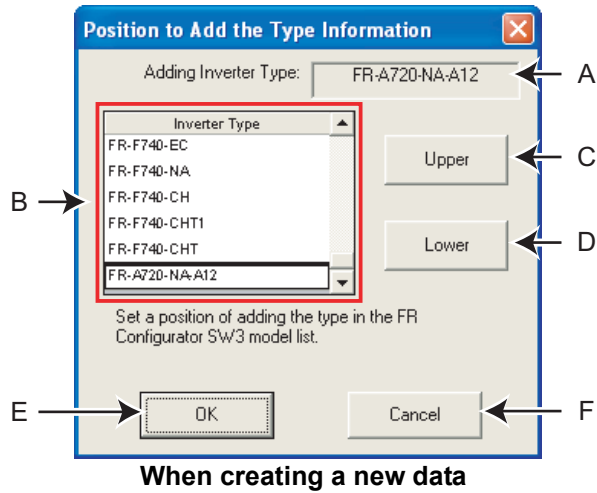 Position to Add the Type Information
Adding Inverter Type: FR-A720-NA-A12
A
Inverter Type
FR-F740-EC
FR-F740-NA
FR-F740-CH
FR-F740-CHT1
FR-F740-CHT
FR-A720-NA-A12
B
Upper
C
Lower
D
Set a position of adding the type in the FR
Configurator SW3 model list.
E
OK
Cancel
F
When creating a new data